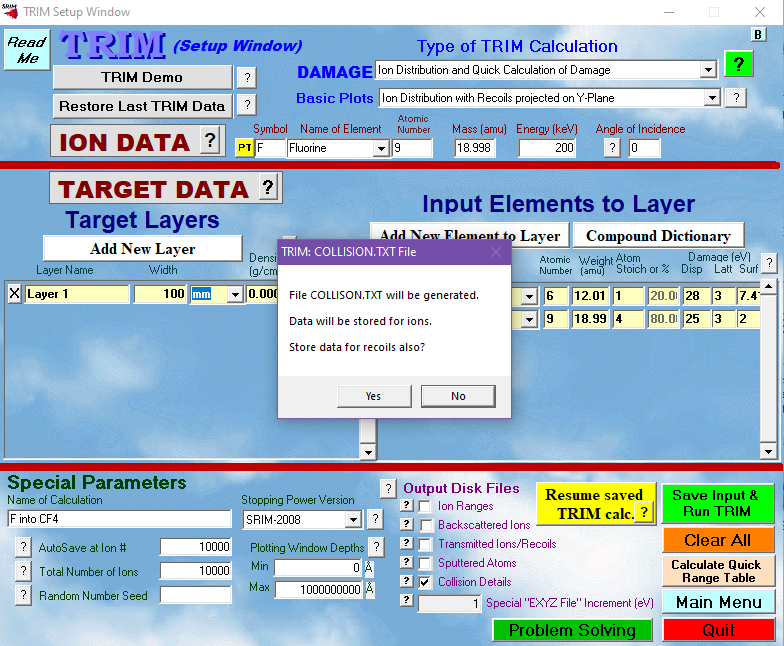 SRIM
TRIM Setup Window
B
Read Me
TRIM (Setup Window)
Type of TRIM Calculation
TRIM Demo ?
DAMAGE Ion Distribution and Quick Calculation of Damage ?
Restore Last TRIM Data ?
Basic Plots Ion Distribution with Recoils projected on Y-Plane ?
ION DATA ?
Symbol Name of Element Atomic Number Mass (amu) Energy (keV) Angle of Incidence
PT F Fluorine 9 18.998 200 ? 0
TARGET DATA ?
Target Layers
Input Elements to Layer
Add New Layer
Add New Element to Layer Compound Dictionary
Layer Name Width Densi (g/cm
Atomic Number Weight (amu) Atom Stoich or % Damage (eV) Disp Latt Surf ?
X Layer 1 100 mm 0.000
6 12.01 1 20.0 28 3 7.4
9 18.99 4 80.0 25 3 2
TRIM: COLLISION.TXT File
File COLLISON.TXT will be generated.
Data will be stored for ions.
Store data for recoils also?
Yes No
Special Parameters
Name of Calculation
F into CF4
Stopping Power Version
SRIM-2008 ?
? AutoSave at Ion # 10000
? Total Number of Ions 10000
? Random Number Seed
Plotting Window Depths ?
Min 0 Å
Max 1000000000 Å
? Output Disk Files
? Ion Ranges
? Backscattered Ions
? Transmitted Ions/Recoils
? Sputtered Atoms
? Collision Details
? 1 Special "EXYZ File" Increment (eV)
Resume saved
TRIM calc. ?
Save Input &
Run TRIM
Clear All
Calculate Quick
Range Table
Main Menu
Problem Solving
Quit